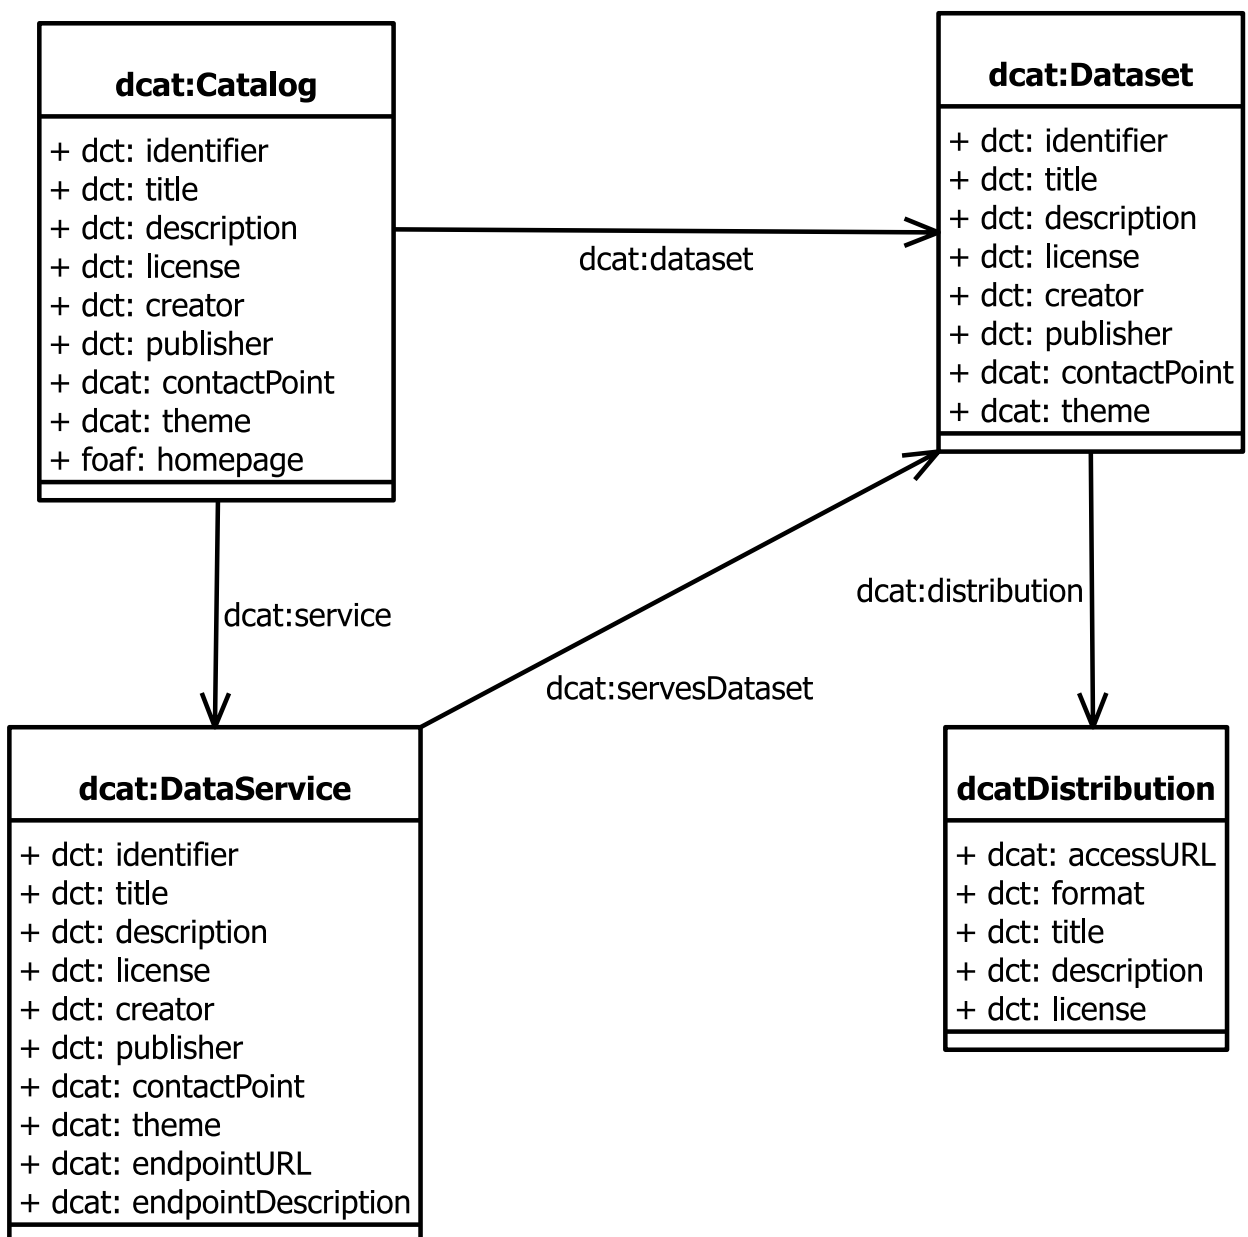 dcat:Catalog
+ dct: identifier
+ dct: title
+ dct: description
+ dct: license
+ dct: creator
+ dct: publisher
+ dcat: contactPoint
+ dcat: theme
+ foaf: homepage
dcat:dataset
dcat:Dataset
+ dct: identifier
+ dct: title
+ dct: description
+ dct: license
+ dct: creator
+ dct: publisher
+ dcat: contactPoint
+ dcat: theme
dcat:service
dcat:servesDataset
dcat:distribution
dcat:DataService
+ dct: identifier
+ dct: title
+ dct: description
+ dct: license
+ dct: creator
+ dct: publisher
+ dcat: contactPoint
+ dcat: theme
+ dcat: endpointURL
+ dcat: endpointDescription
dcatDistribution
+ dcat: accessURL
+ dct: format
+ dct: title
+ dct: description
+ dct: license